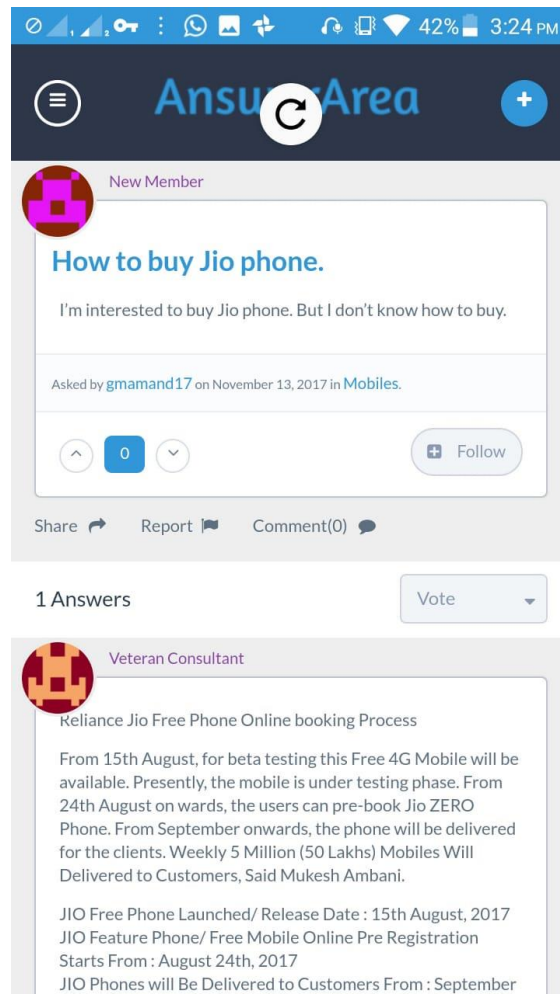 42% 3:24 PM
AnswerArea
New Member
How to buy Jio phone.
I'm interested to buy Jio phone. But I don't know how to buy.
Asked by gmamand17 on November 13, 2017 in Mobiles.
0
Follow
Share Report Comment(0)
1 Answers
Vote
Veteran Consultant
Reliance Jio Free Phone Online booking Process
From 15th August, for beta testing this Free 4G Mobile will be
available. Presently, the mobile is under testing phase. From
24th August on wards, the users can pre-book Jio ZERO
Phone. From September onwards, the phone will be delivered
for the clients. Weekly 5 Million (50 Lakhs) Mobiles Will
Delivered to Customers, Said Mukesh Ambani.
JIO Free Phone Launched/ Release Date : 15th August, 2017
JIO Feature Phone/ Free Mobile Online Pre Registration
Starts From : August 24th, 2017
JIO Phones will Be Delivered to Customers From : September